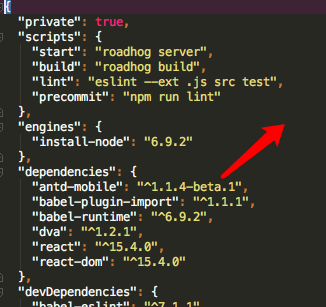 {
"private": true,
"scripts": {
"start": "roadhog server",
"build": "roadhog build",
"lint": "eslint --ext .js src test",
"precommit": "npm run lint"
},
"engines": {
"install-node": "6.9.2"
},
"dependencies": {
"antd-mobile": "^1.1.4-beta.1",
"babel-plugin-import": "^1.1.1",
"babel-runtime": "^6.9.2",
"dva": "^1.2.1",
"react": "^15.4.0",
"react-dom": "^15.4.0"
},
"devDependencies": {
"babel-eslint": "^7.1.1",